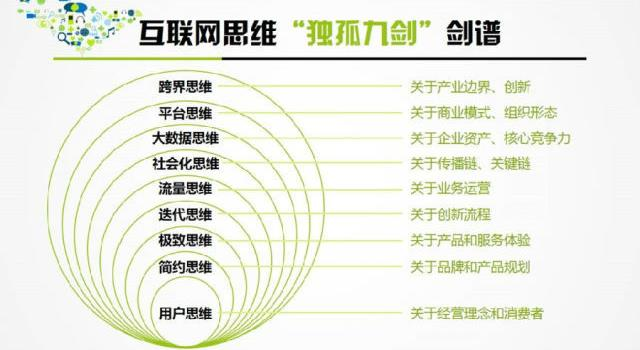 互联网思维“独孤九剑”剑谱
跨界思维 关于产业边界、创新
平台思维 关于商业模式、组织形态
大数据思维 关于企业资产、核心竞争力
社会化思维 关于传播链、关键链
流量思维 关于业务运营
迭代思维 关于创新流程
极致思维 关于产品和服务体验
简约思维 关于品牌和产品规划
用户思维 关于经营理念和消费者